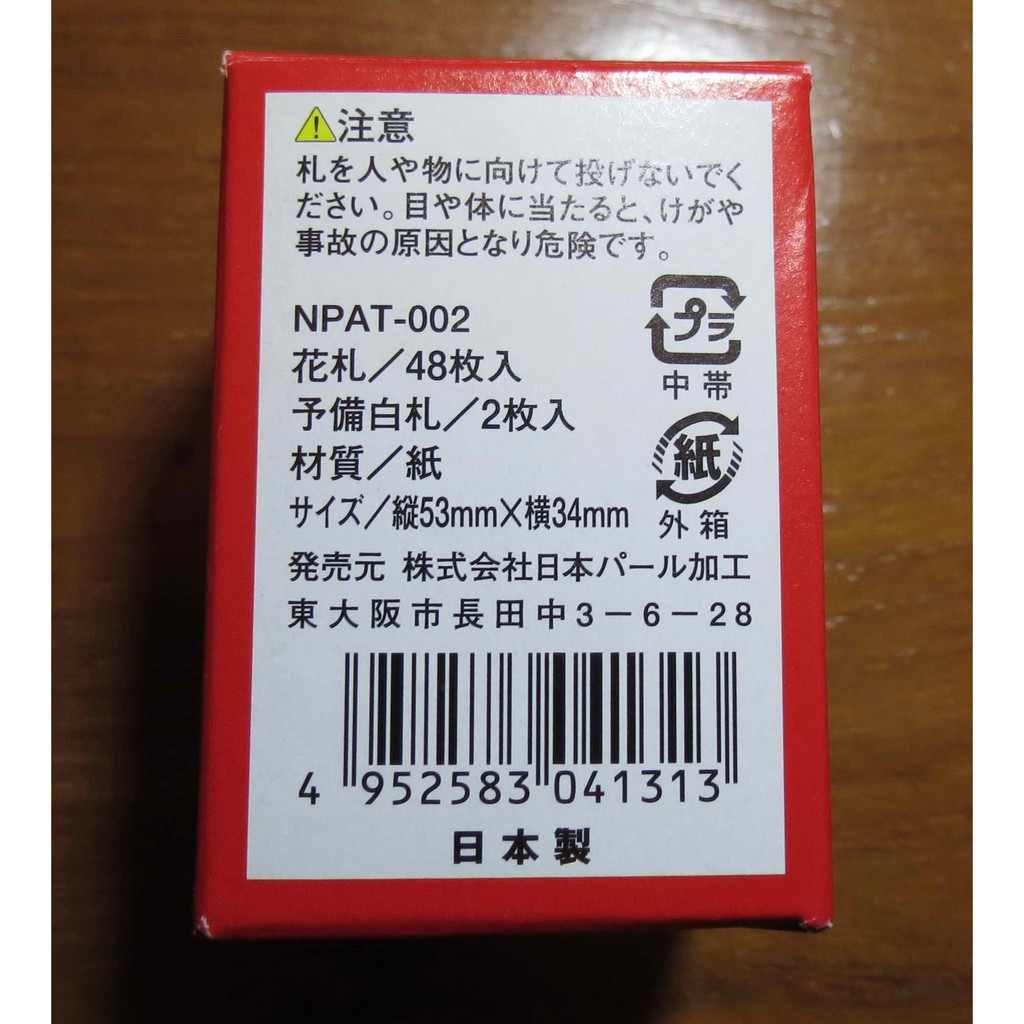 注意
札を人や物に向けて投げないでく
ださい。目や体に当たると、けがや
事故の原因となり危険です。
NPAT-002
花札／48枚入
予備白札／2枚入
材質／紙
サイズ／縦53mm×横34mm
プラ
中帯
紙
外箱
発売元 株式会社日本パール加工
東大阪市長田中3－6－28
4 952583 041313
日本製